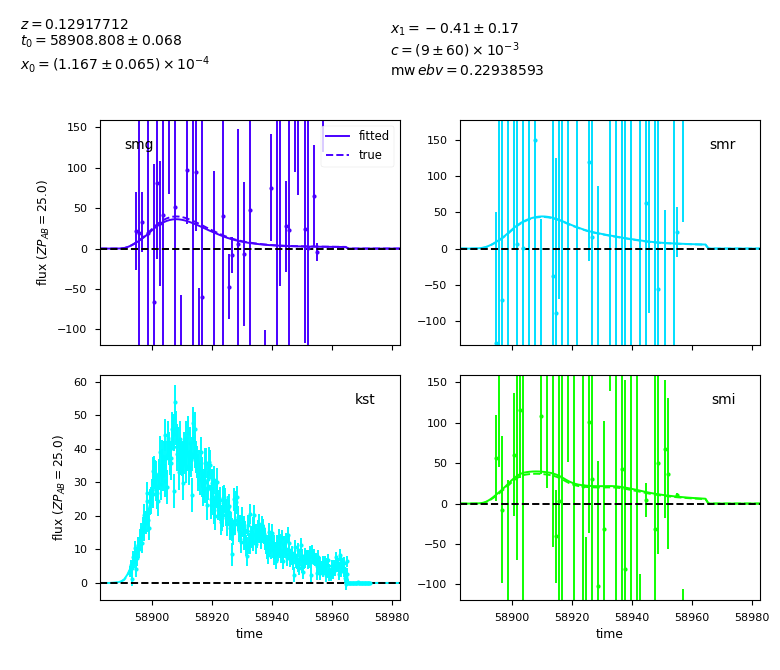 z = 0.12917712
t₀ = 58908.808 ± 0.068
x₀ = (1.167 ± 0.065) × 10⁻⁴
x₁ = −0.41 ± 0.17
c = (9 ± 60) × 10⁻³
mw ebv = 0.22938593
smg
fitted
true
150
100
50
0
−50
−100
flux (ZP_AB = 25.0)
smr
150
100
50
0
−50
−100
kst
60
50
40
30
20
10
0
flux (ZP_AB = 25.0)
58900 58920 58940 58960 58980
time
smi
150
100
50
0
−50
−100
58900 58920 58940 58960 58980
time